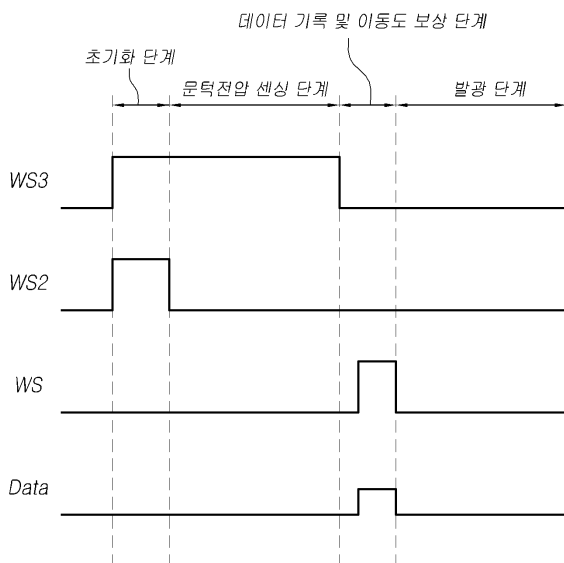 데이터 기록 및 이동도 보상 단계
초기화 단계
문턱전압 센싱 단계
발광 단계
WS3
WS2
WS
Data